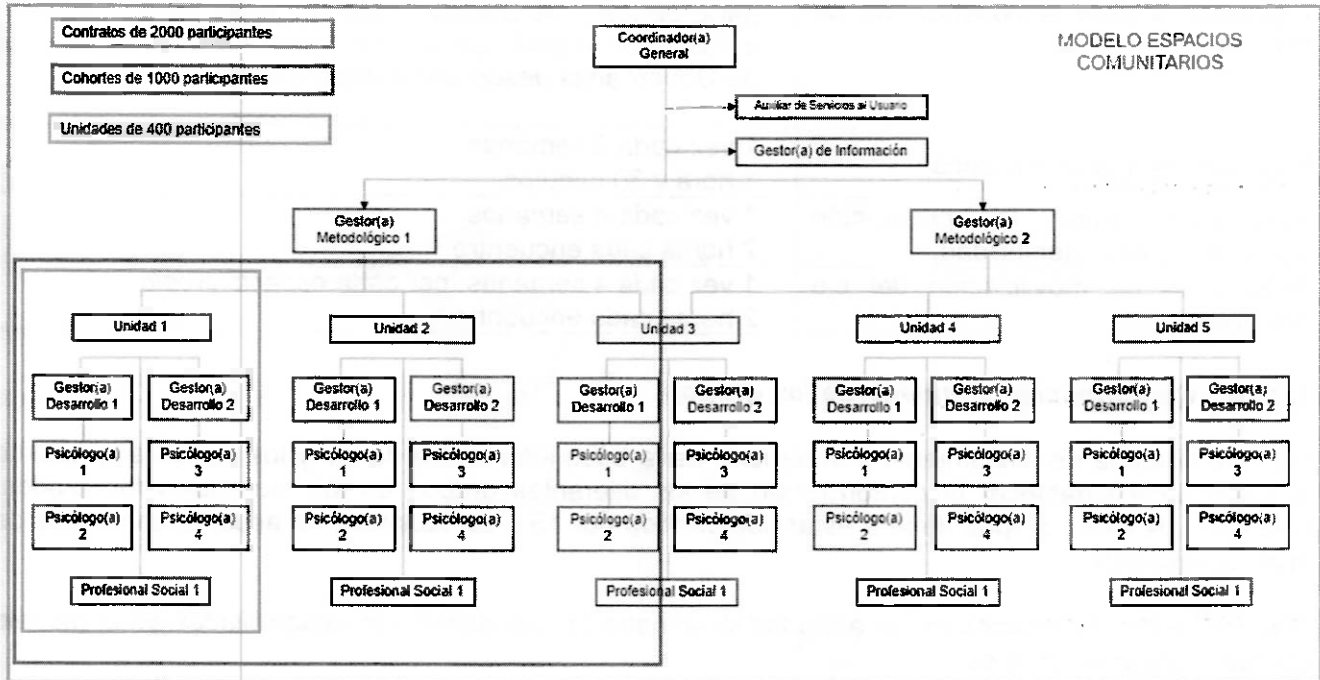 Contratos de 2000 participantes
Cohortes de 1000 participantes
Unidades de 400 participantes
Coordinador(a)
General
MODELO ESPACIOS
COMUNITARIOS
Auxiliar de Servicios al Usuario
Gestor(a) de Información
Gestor(a)
Metodológico 1
Gestor(a)
Metodológico 2
Unidad 1
Unidad 2
Unidad 3
Unidad 4
Unidad 5
Gestor(a)
Desarrollo 1
Gestor(a)
Desarrollo 2
Gestor(a)
Desarrollo 1
Gestor(a)
Desarrollo 2
Gestor(a)
Desarrollo 1
Gestor(a)
Desarrollo 2
Gestor(a)
Desarrollo 1
Gestor(a)
Desarrollo 2
Gestor(a)
Desarrollo 1
Gestor(a)
Desarrollo 2
Psicólogo(a)
1
Psicólogo(a)
3
Psicólogo(a)
1
Psicólogo(a)
3
Psicólogo(a)
1
Psicólogo(a)
3
Psicólogo(a)
1
Psicólogo(a)
3
Psicólogo(a)
1
Psicólogo(a)
3
Psicólogo(a)
2
Psicólogo(a)
4
Psicólogo(a)
2
Psicólogo(a)
4
Psicólogo(a)
2
Psicólogo(a)
4
Psicólogo(a)
2
Psicólogo(a)
4
Psicólogo(a)
2
Psicólogo(a)
4
Profesional Social 1
Profesional Social 1
Profesional Social 1
Profesional Social 1
Profesional Social 1